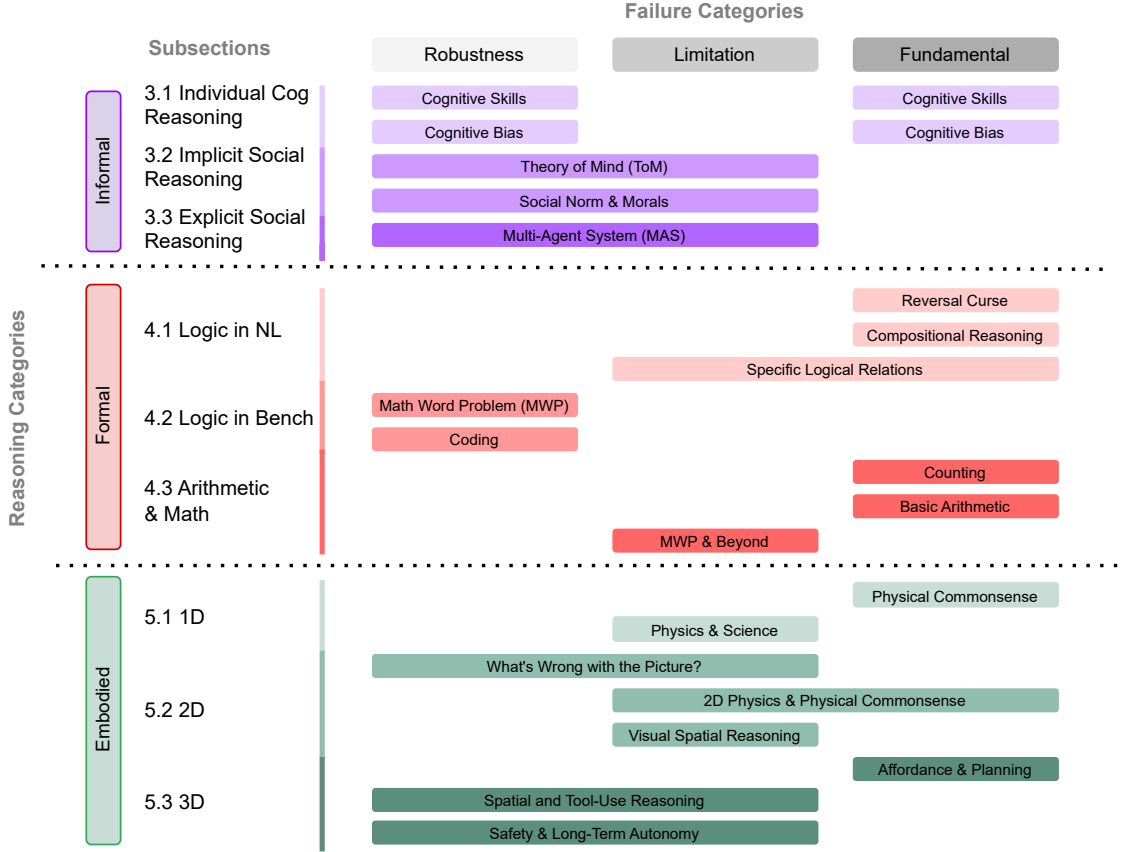 Failure Categories
Subsections
Robustness
Limitation
Fundamental
Reasoning Categories
Informal
3.1 Individual Cog
Reasoning
Cognitive Skills
Cognitive Skills
Cognitive Bias
Cognitive Bias
3.2 Implicit Social
Reasoning
Theory of Mind (ToM)
Social Norm & Morals
3.3 Explicit Social
Reasoning
Multi-Agent System (MAS)
Formal
4.1 Logic in NL
Reversal Curse
Compositional Reasoning
Specific Logical Relations
4.2 Logic in Bench
Math Word Problem (MWP)
Coding
4.3 Arithmetic
& Math
Counting
Basic Arithmetic
MWP & Beyond
Embodied
5.1 1D
Physical Commonsense
Physics & Science
5.2 2D
What's Wrong with the Picture?
2D Physics & Physical Commonsense
Visual Spatial Reasoning
5.3 3D
Affordance & Planning
Spatial and Tool-Use Reasoning
Safety & Long-Term Autonomy